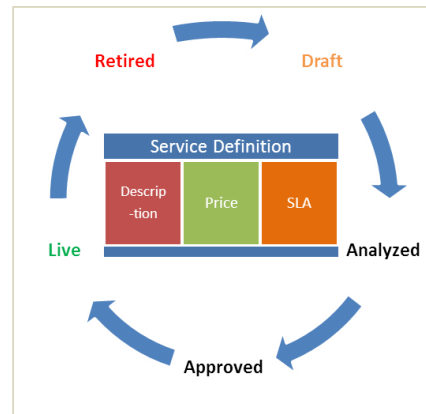 Retired
Draft
Service Definition
Descrip
-tion
Price
SLA
Live
Analyzed
Approved